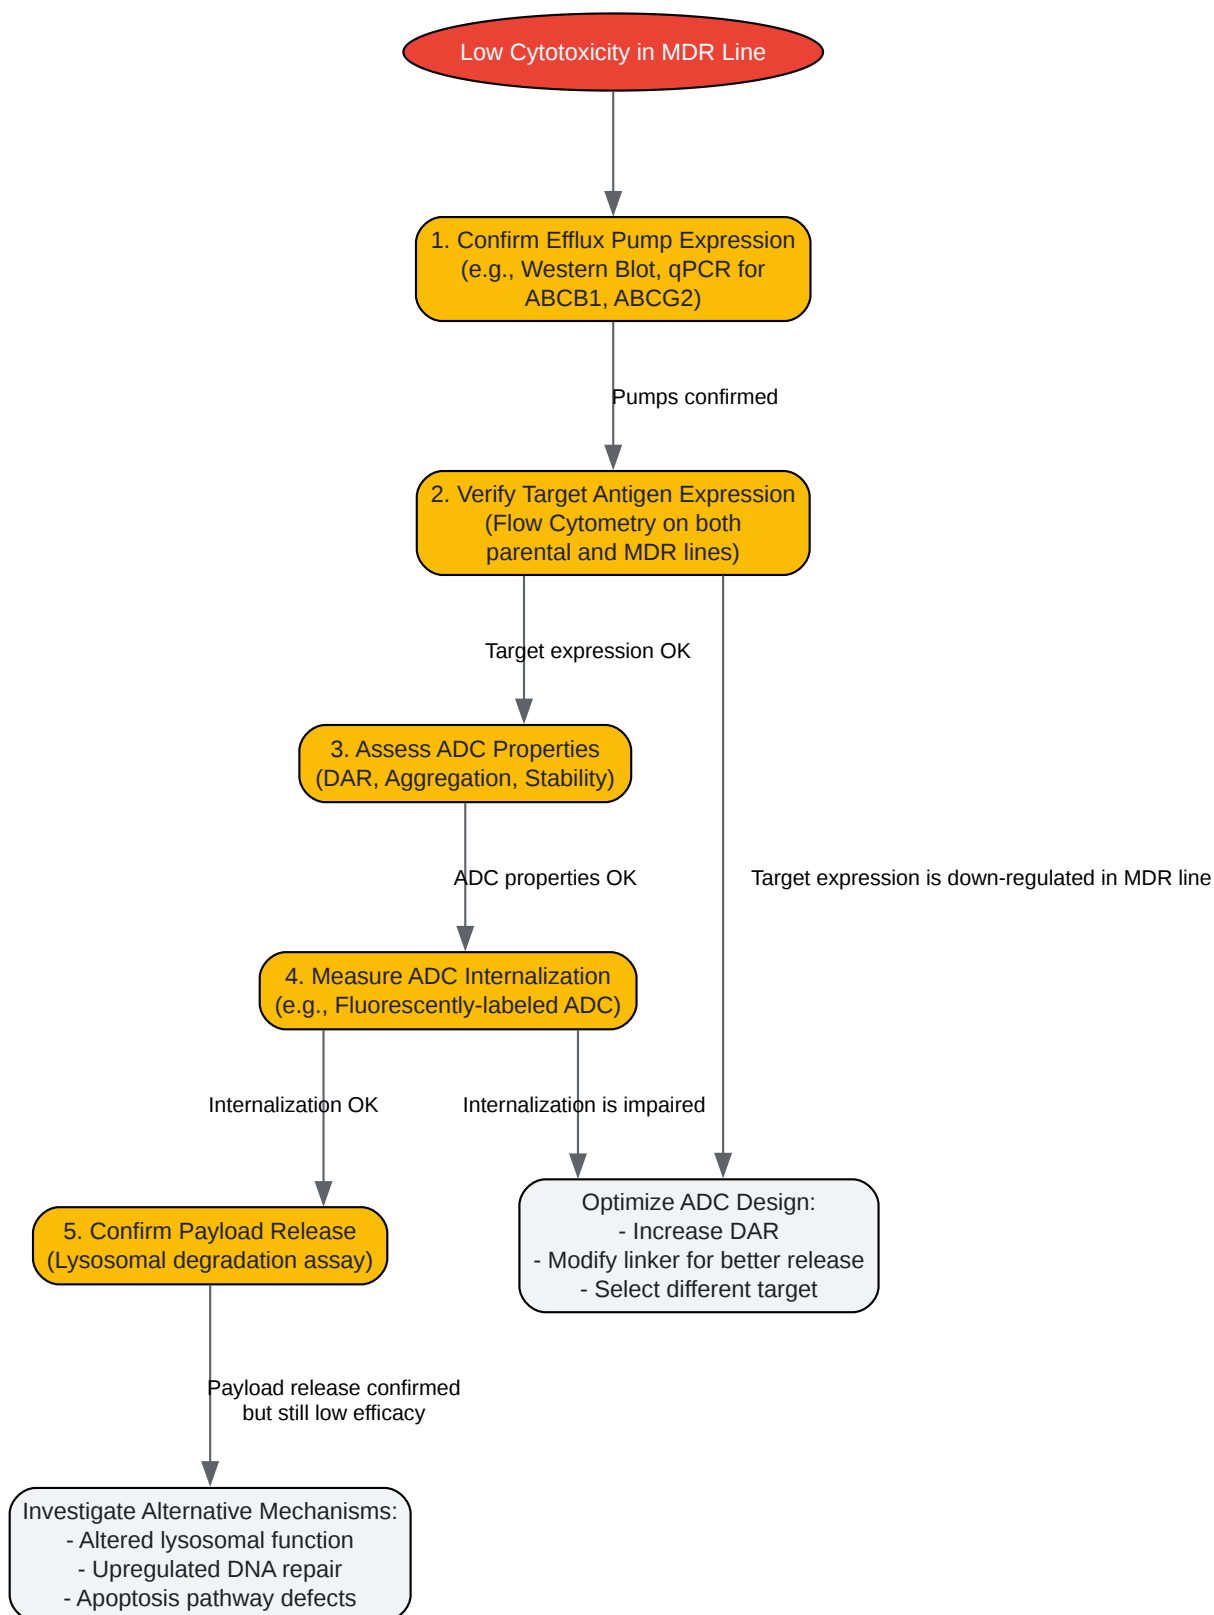 Low Cytotoxicity in MDR Line
1. Confirm Efflux Pump Expression
(e.g., Western Blot, qPCR for
ABCB1, ABCG2)
Pumps confirmed
2. Verify Target Antigen Expression
(Flow Cytometry on both
parental and MDR lines)
Target expression OK
3. Assess ADC Properties
(DAR, Aggregation, Stability)
ADC properties OK
Target expression is down-regulated in MDR line
4. Measure ADC Internalization
(e.g., Fluorescently-labeled ADC)
Internalization OK
Internalization is impaired
5. Confirm Payload Release
(Lysosomal degradation assay)
Optimize ADC Design:
- Increase DAR
- Modify linker for better release
- Select different target
Payload release confirmed
but still low efficacy
Investigate Alternative Mechanisms:
- Altered lysosomal function
- Upregulated DNA repair
- Apoptosis pathway defects